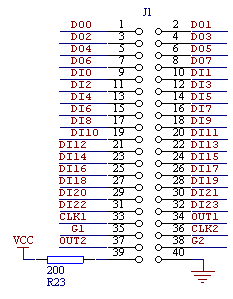 J1
DO0 1 2 DO1
DO2 3 4 DO3
DO4 5 6 DO5
DO6 7 8 DO7
DI0 9 10 DI1
DI2 11 12 DI3
DI4 13 14 DI5
DI6 15 16 DI7
DI8 17 18 DI9
DI10 19 20 DI11
DI12 21 22 DI13
DI14 23 24 DI15
DI16 25 26 DI17
DI18 27 28 DI19
DI20 29 30 DI21
DI22 31 32 DI23
CLK1 33 34 OUT1
G1 35 36 CLK2
VCC OUT2 37 38 G2
39 40
200
R23